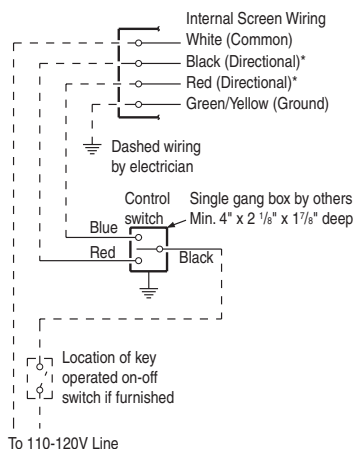 Internal Screen Wiring
White (Common)
Black (Directional)*
Red (Directional)*
Green/Yellow (Ground)
Dashed wiring
by electrician
Control
switch
Single gang box by others
Min. 4" x 2 1/8" x 17/8" deep
Blue
Red
Black
Location of key
operated on-off
switch if furnished
To 110-120V Line